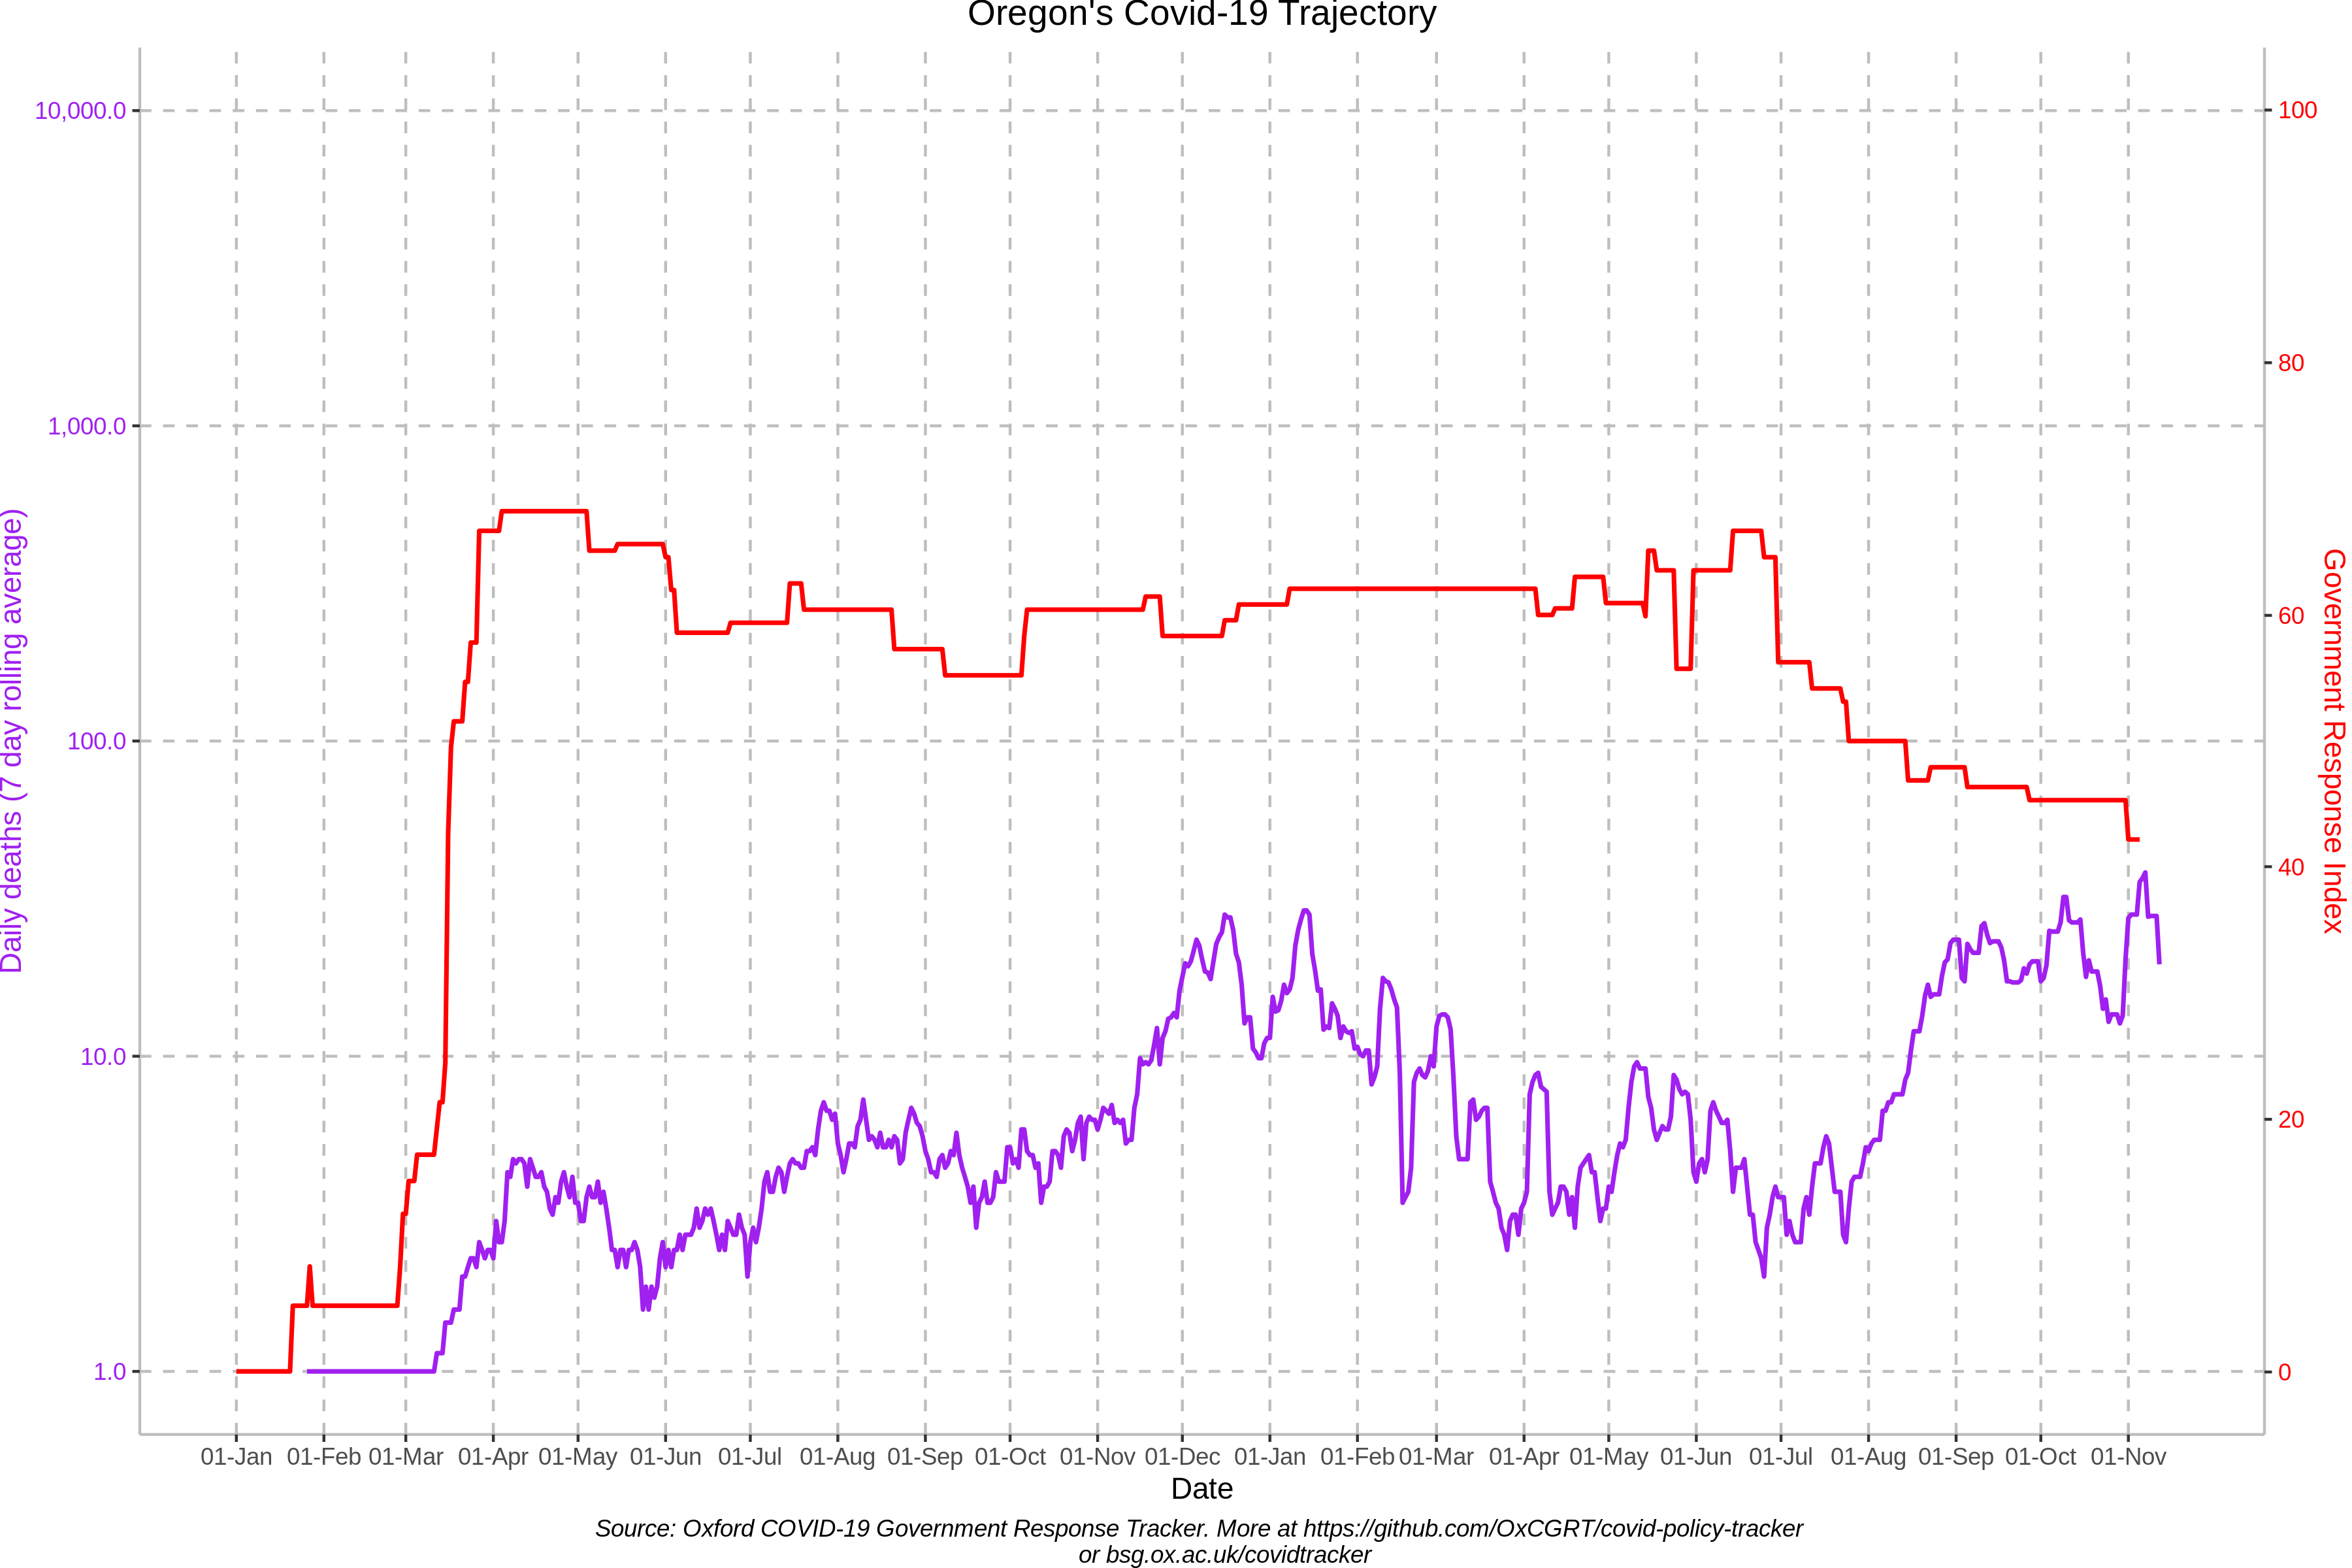 Oregon's Covid-19 Trajectory
10,000.0
1,000.0
100.0
10.0
1.0
Daily deaths (7 day rolling average)
100
80
60
40
20
0
Government Response Index
01-Jan 01-Feb 01-Mar 01-Apr 01-May 01-Jun 01-Jul 01-Aug 01-Sep 01-Oct 01-Nov 01-Dec 01-Jan 01-Feb 01-Mar 01-Apr 01-May 01-Jun 01-Jul 01-Aug 01-Sep 01-Oct 01-Nov
Date
Source: Oxford COVID-19 Government Response Tracker. More at https://github.com/OxCGRT/covid-policy-tracker
or bsg.ox.ac.uk/covidtracker